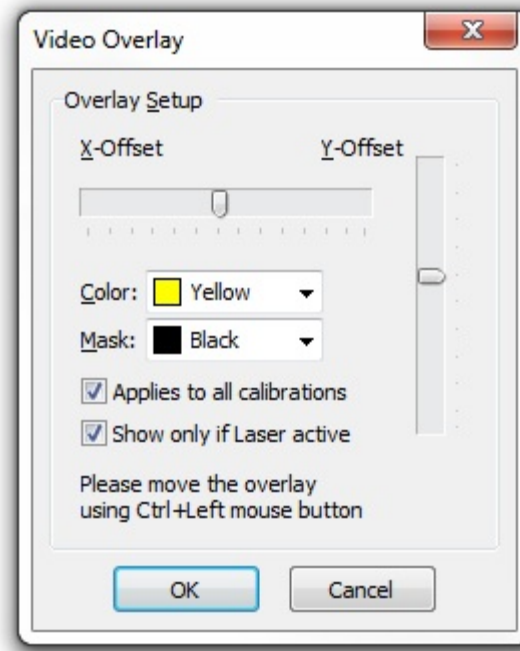 Video Overlay
Overlay Setup
X-Offset
Y-Offset
Color: Yellow
Mask: Black
Applies to all calibrations
Show only if Laser active
Please move the overlay
using Ctrl+Left mouse button
OK
Cancel